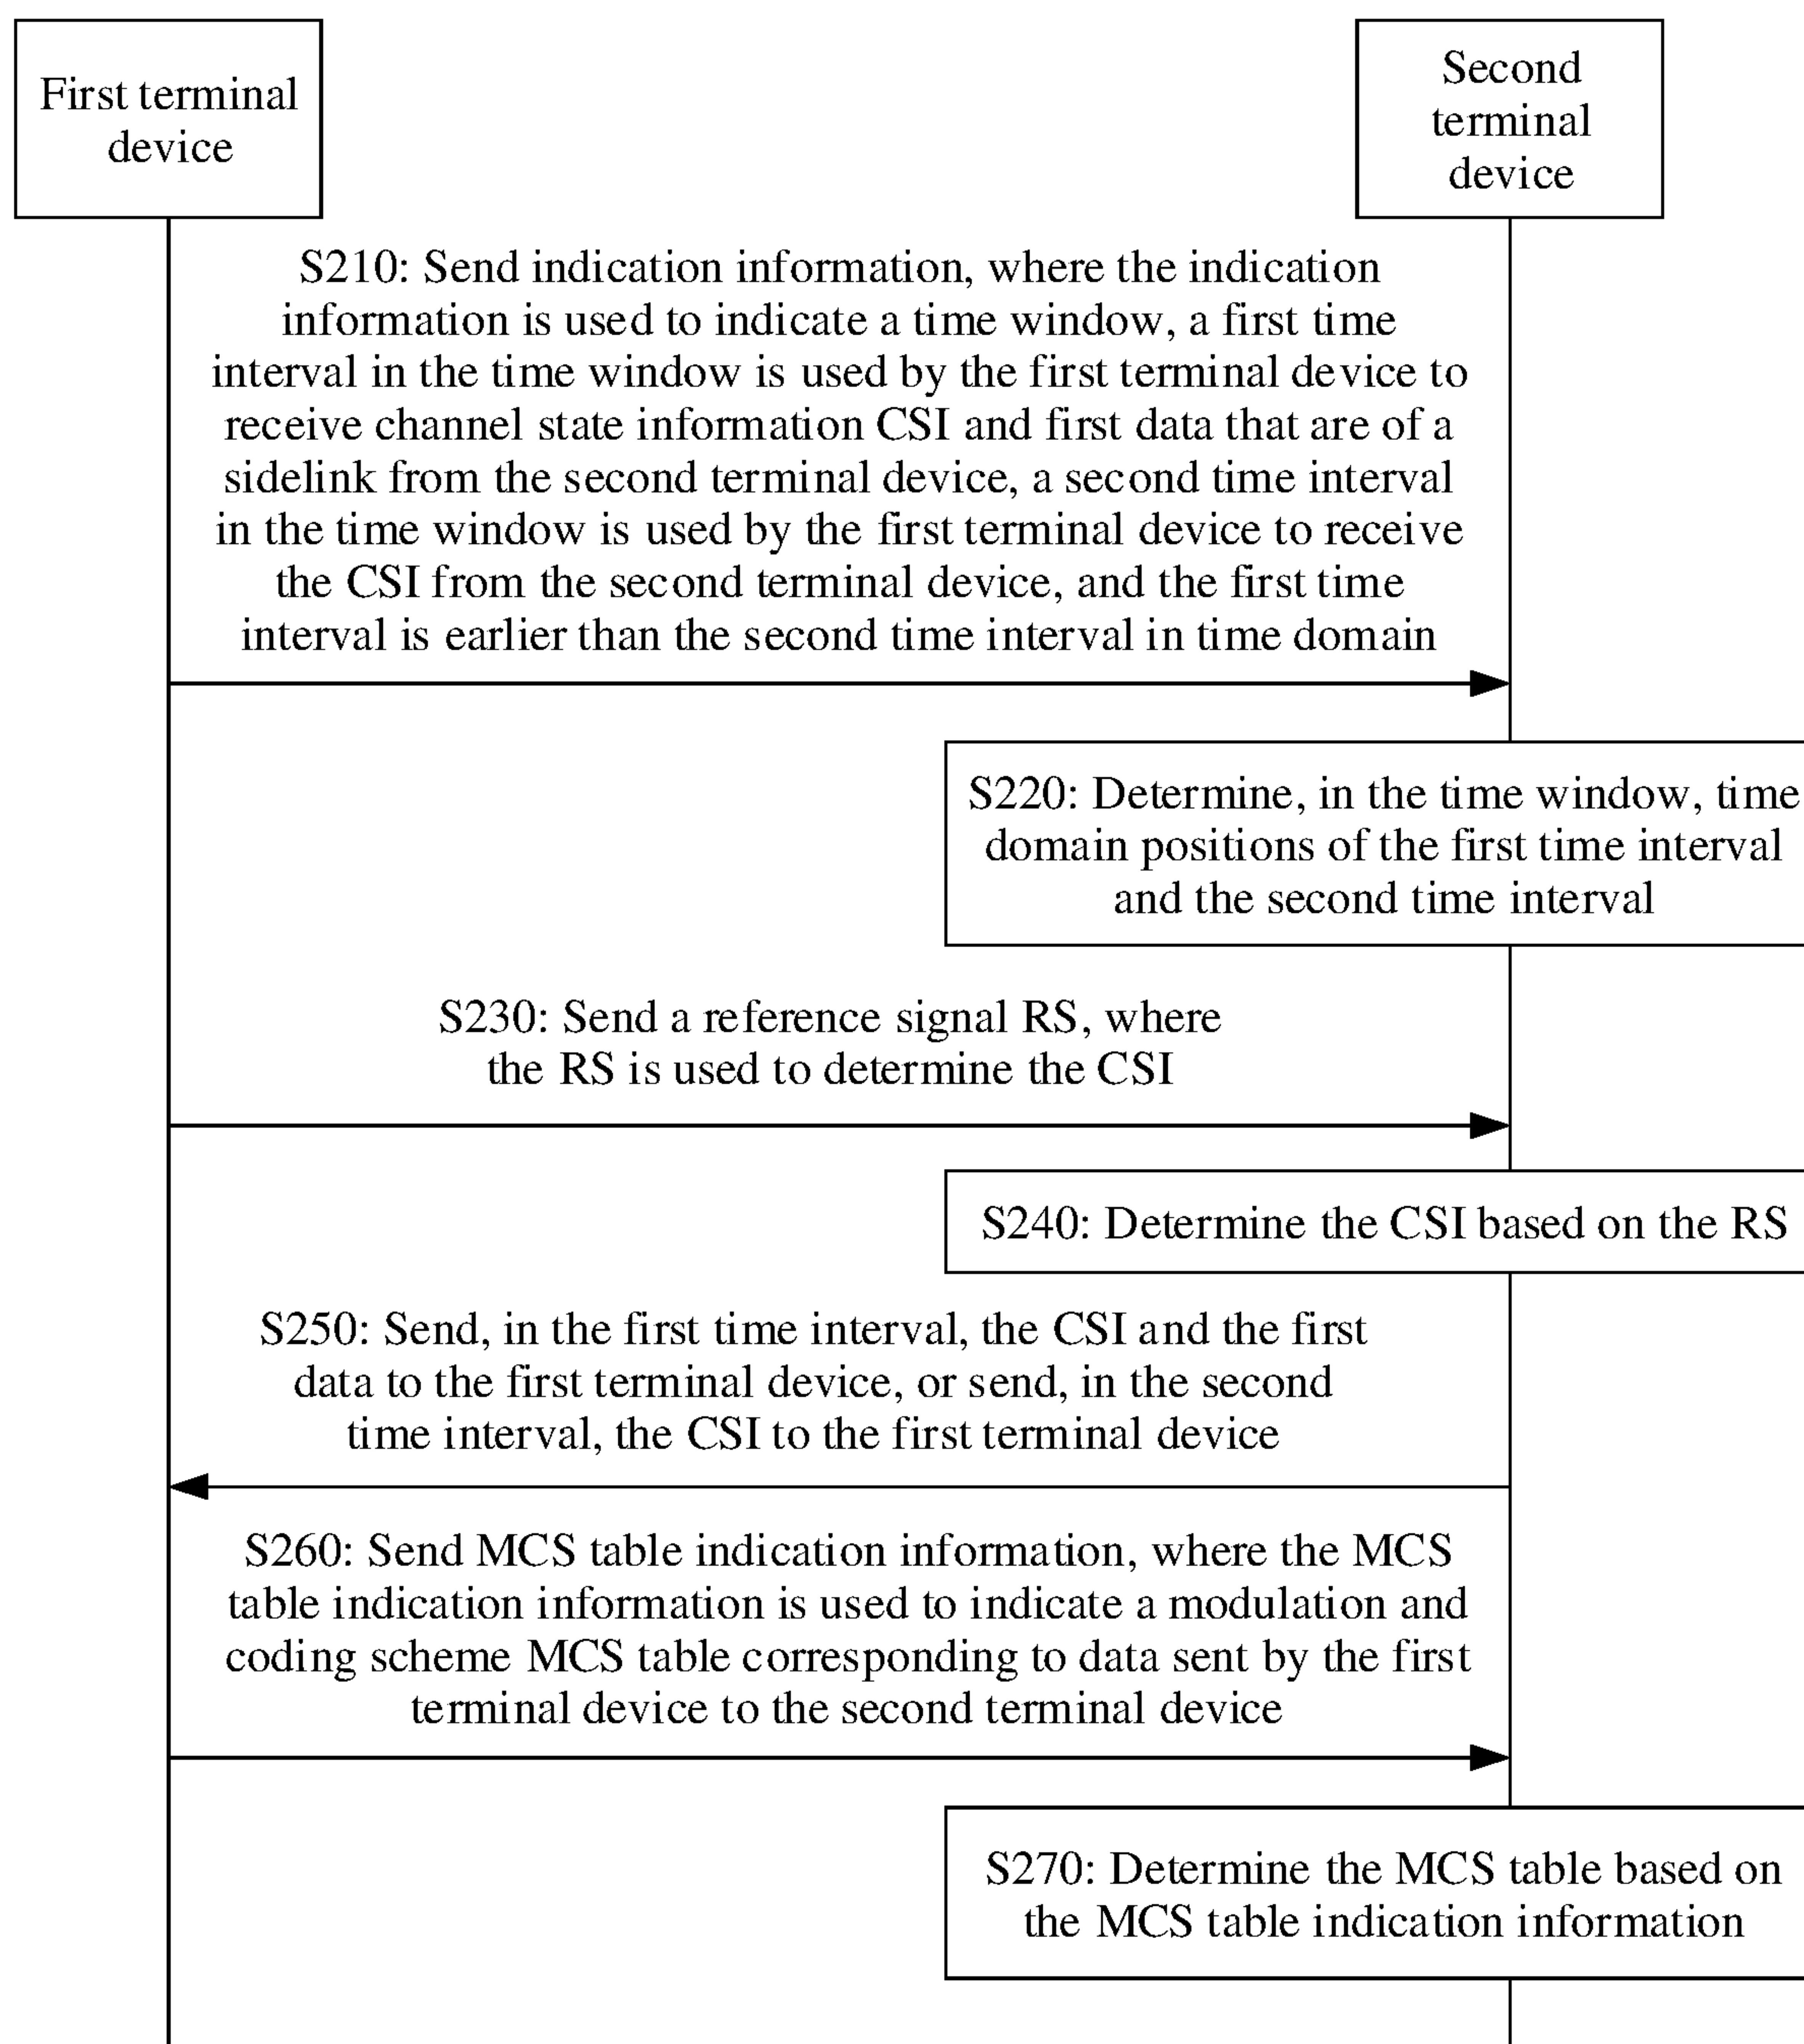 First terminal
device
Second
terminal
device
S210: Send indication information, where the indication
information is used to indicate a time window, a first time
interval in the time window is used by the first terminal device to
receive channel state information CSI and first data that are of a
sidelink from the second terminal device, a second time interval
in the time window is used by the first terminal device to receive
the CSI from the second terminal device, and the first time
interval is earlier than the second time interval in time domain
S220: Determine, in the time window, time
domain positions of the first time interval
and the second time interval
S230: Send a reference signal RS, where
the RS is used to determine the CSI
S240: Determine the CSI based on the RS
S250: Send, in the first time interval, the CSI and the first
data to the first terminal device, or send, in the second
time interval, the CSI to the first terminal device
S260: Send MCS table indication information, where the MCS
table indication information is used to indicate a modulation and
coding scheme MCS table corresponding to data sent by the first
terminal device to the second terminal device
S270: Determine the MCS table based on
the MCS table indication information